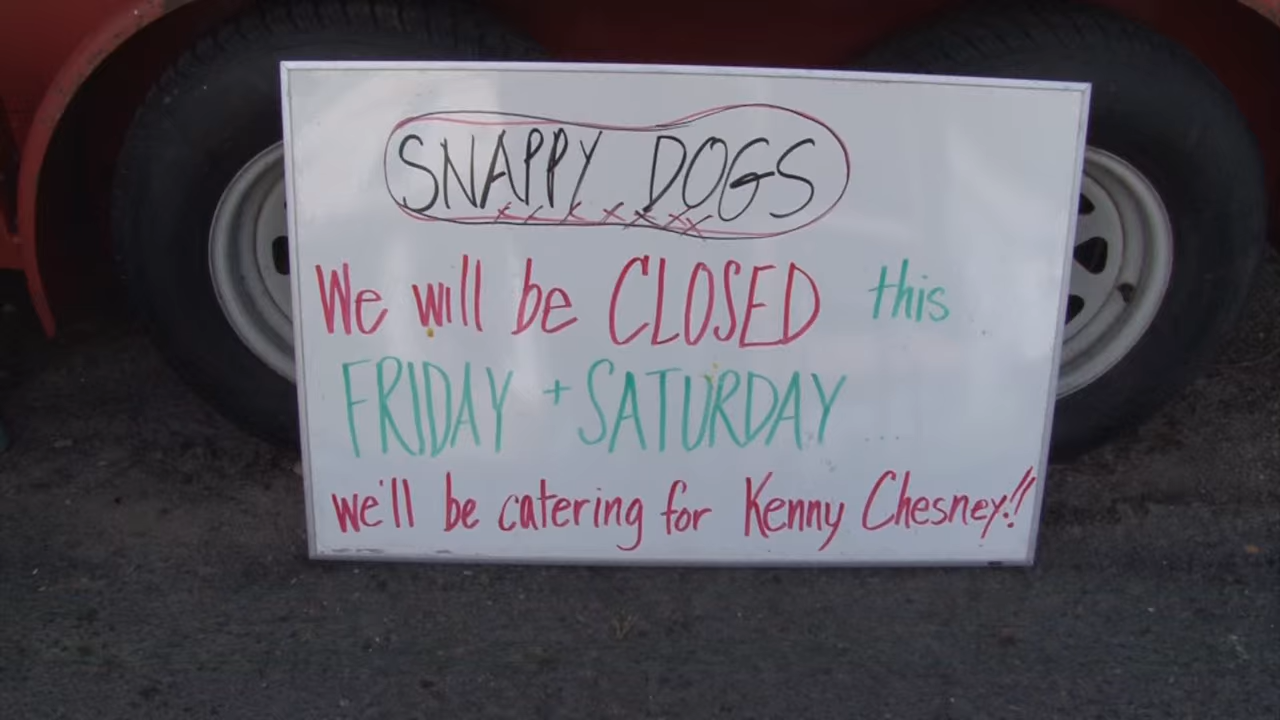 SNAPPY DOGS
We will be CLOSED this
FRIDAY + SATURDAY
we'll be catering for Kenny Chesney!!